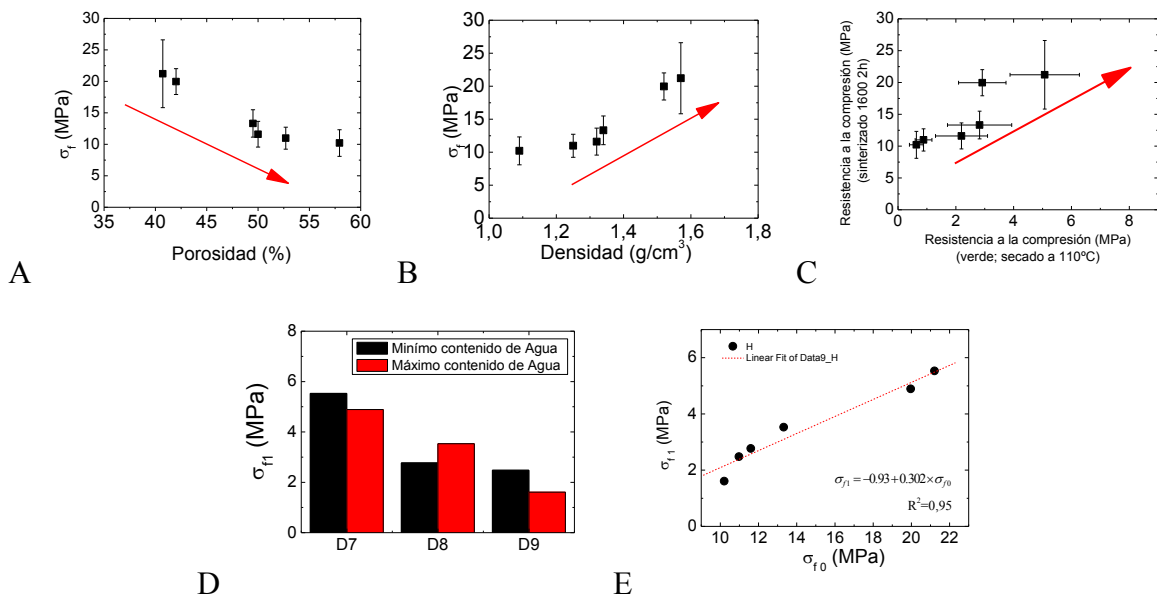 30
25
20
15
10
5
0
σf (MPa)
35 40 45 50 55 60
Porosidad (%)
A
30
25
20
15
10
5
0
σf (MPa)
1,0 1,2 1,4 1,6 1,8
Densidad (g/cm³)
B
30
25
20
15
10
5
0
Resistencia a la compresión (MPa)
(sinterizado 1600 2h)
0 2 4 6 8
Resistencia a la compresión (MPa)
(verde; secado a 110ºC)
C
8
6
4
2
0
σf1 (MPa)
Minímo contenido de Agua
Máximo contenido de Agua
D7 D8 D9
D
6
4
2
0
σf 1 (MPa)
H
Linear Fit of Data9_H
σf1=−0.93+0.302×σf0
R²=0,95
10 12 14 16 18 20 22
σf 0 (MPa)
E